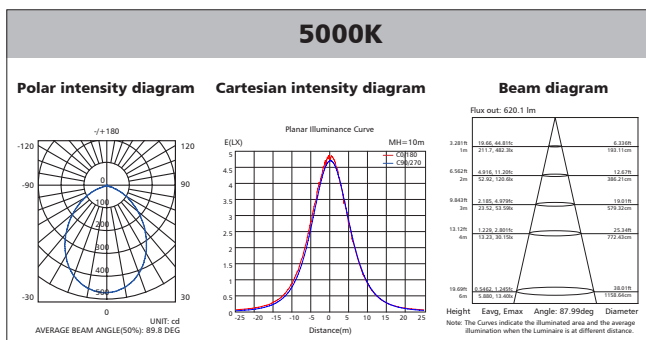 5000K
Polar intensity diagram
-/+180
-120
120
-90
90
0
100
200
300
400
500
-30
30
0
UNIT: cd
AVERAGE BEAM ANGLE(50%): 89.8 DEG
Cartesian intensity diagram
Planar Illuminance Curve
E(LX)
MH=10m
C0/180
C90/270
5
4.5
4
3.5
3
2.5
2
1.5
1
0.5
0
-25 -20 -15 -10 -5 0 5 10 15 20 25
Distance(m)
Beam diagram
Flux out: 620.1 lm
3.281ft 19.66, 44.81fc 6.336ft
1m 211.7, 482.3lx 193.11cm
6.562ft 4.916, 11.20fc 12.67ft
2m 52.92, 120.6lx 386.21cm
9.843ft 2.185, 4.979fc 19.01ft
3m 23.52, 53.59lx 579.32cm
13.12ft 1.229, 2.801fc 25.34ft
4m 13.23, 30.15lx 772.43cm
19.69ft 0.5462, 1.245fc 38.01ft
6m 5.880, 13.40lx 1158.64cm
Height Eavg, Emax Angle: 87.99deg Diameter
Note: The Curves indicate the illuminated area and the average
illumination when the Luminaire is at different distance.